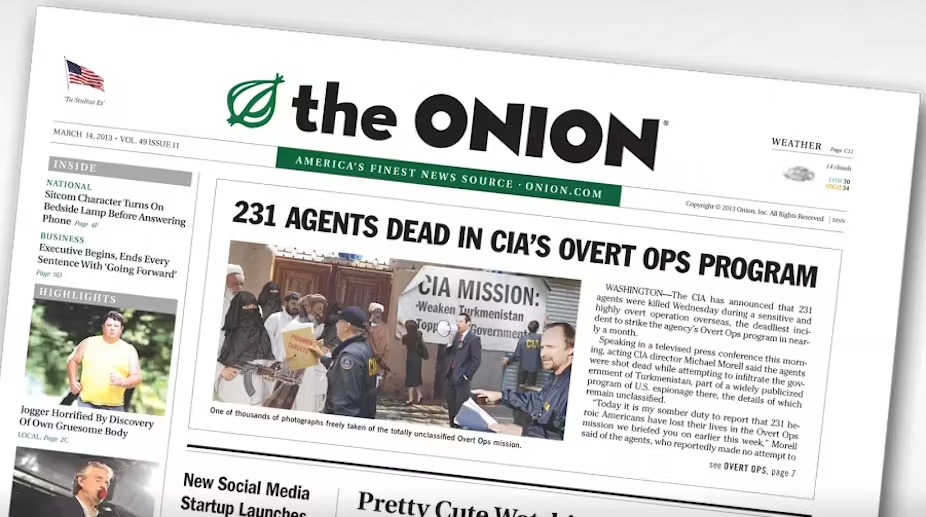 'Tu Stultus Es'
the ONION®
AMERICA'S FINEST NEWS SOURCE · ONION.COM
MARCH 14, 2013 • VOL. 49 ISSUE 11
WEATHER Page C11
14 clouds
LOW 30
HIGH 34
Copyright © 2013 Onion, Inc. All Rights Reserved | MSN
INSIDE
NATIONAL
Sitcom Character Turns On
Bedside Lamp Before Answering
Phone Page 4F
BUSINESS
Executive Begins, Ends Every
Sentence With 'Going Forward'
Page 9D
HIGHLIGHTS
Jogger Horrified By Discovery
Of Own Gruesome Body
LOCAL, Page 2C
231 AGENTS DEAD IN CIA'S OVERT OPS PROGRAM
CIA MISSION:
-Weaken Turkmenistan
Government
CIA
One of thousands of photographs freely taken of the totally unclassified Overt Ops mission.
WASHINGTON—The CIA has announced that 231
agents were killed Wednesday during a sensitive and
highly overt operation overseas, the deadliest inci-
dent to strike the agency's Overt Ops program in near-
ly a month.
Speaking in a televised press conference this morn-
ing, acting CIA director Michael Morell said the agents
were shot dead while attempting to infiltrate the gov-
ernment of Turkmenistan, part of a widely publicized
program of U.S. espionage there, the details of which
remain unclassified.
"Today it is my somber duty to report that 231 he-
roic Americans have lost their lives in the Overt Ops
mission we briefed you on earlier this week," Morell
said of the agents, who reportedly made no attempt to
see OVERT OPS, page 7
New Social Media
Startup Launches
Pretty Cute